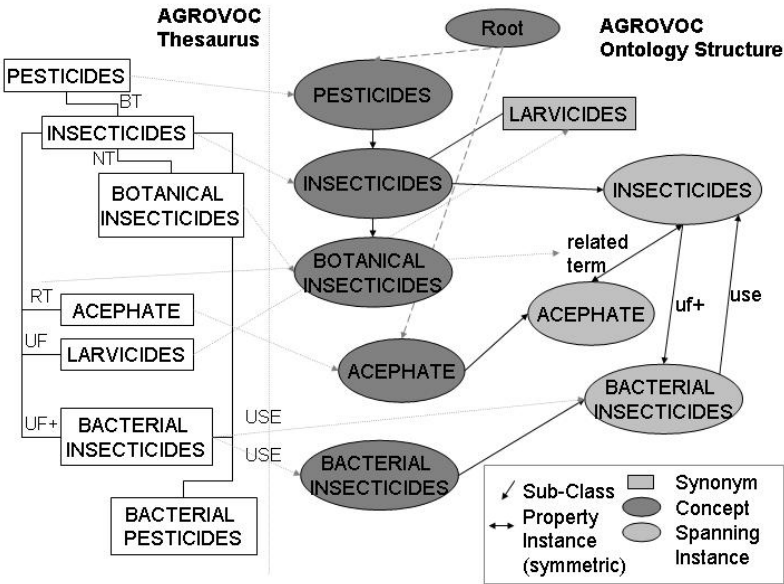 AGROVOC
Thesaurus
Root
AGROVOC
Ontology Structure
PESTICIDES
BT
INSECTICIDES
NT
BOTANICAL
INSECTICIDES
RT
ACEPHATE
UF
LARVICIDES
UF+
BACTERIAL
INSECTICIDES
USE
USE
BACTERIAL
PESTICIDES
PESTICIDES
LARVICIDES
INSECTICIDES
INSECTICIDES
BOTANICAL
INSECTICIDES
related
term
ACEPHATE
uf+
use
ACEPHATE
BACTERIAL
INSECTICIDES
BACTERIAL
INSECTICIDES
Sub-Class
Property
Instance
(symmetric)
Synonym
Concept
Spanning
Instance